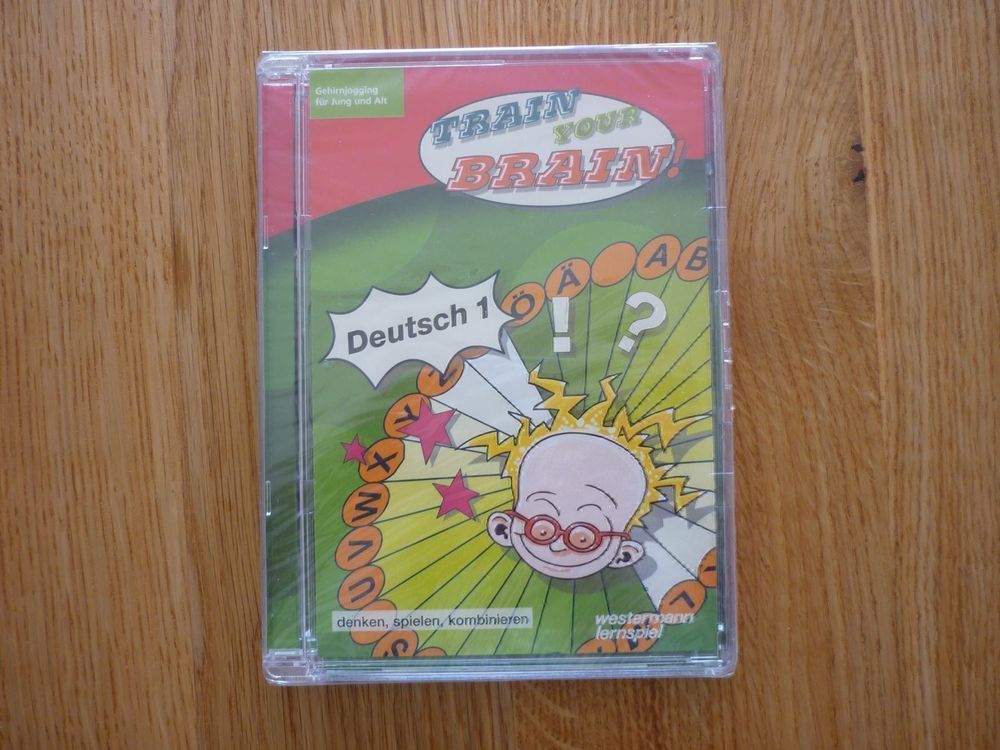 Gehirnjogging
für Jung und Alt
TRAIN
YOUR
BRAIN!
Deutsch 1
Ö Ä A B
! ?
Z
Y
X
W
V
U
S
L
denken, spielen, kombinieren
westermann
lernspiel